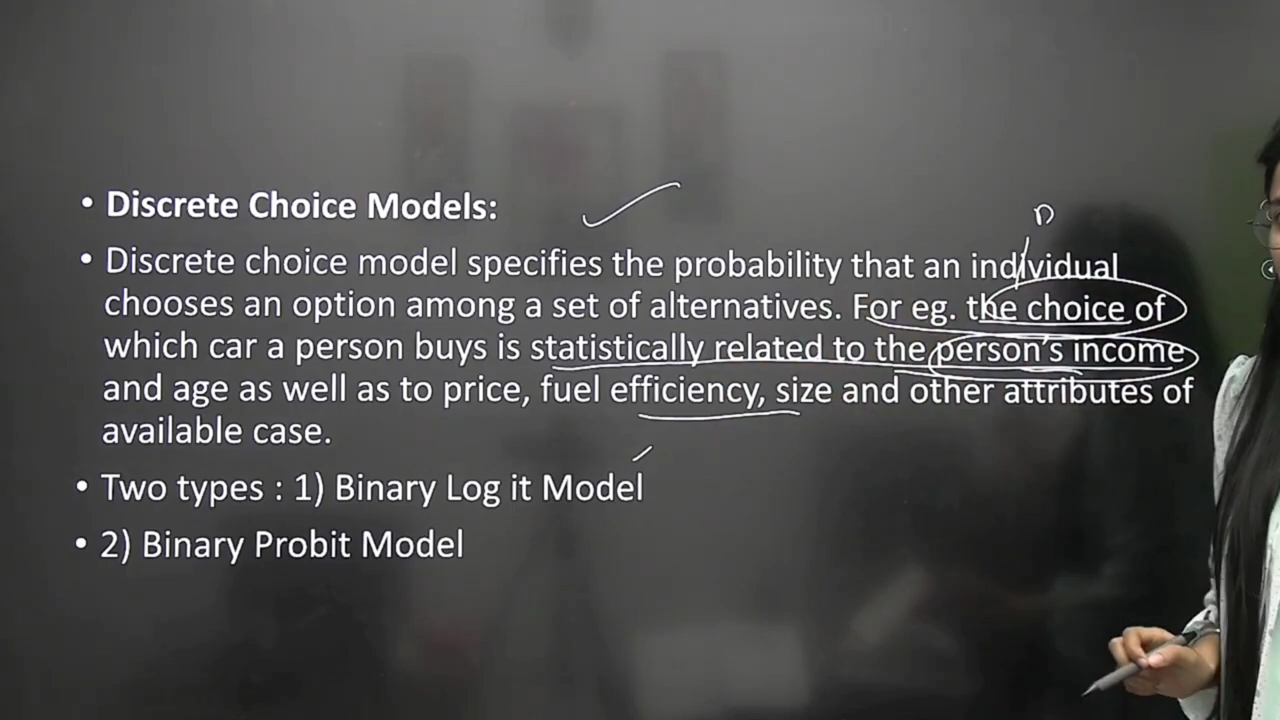 • Discrete Choice Models:
D
• Discrete choice model specifies the probability that an individual
chooses an option among a set of alternatives. For eg. the choice of
which car a person buys is statistically related to the person's income
and age as well as to price, fuel efficiency, size and other attributes of
available case.
• Two types : 1) Binary Log it Model
• 2) Binary Probit Model